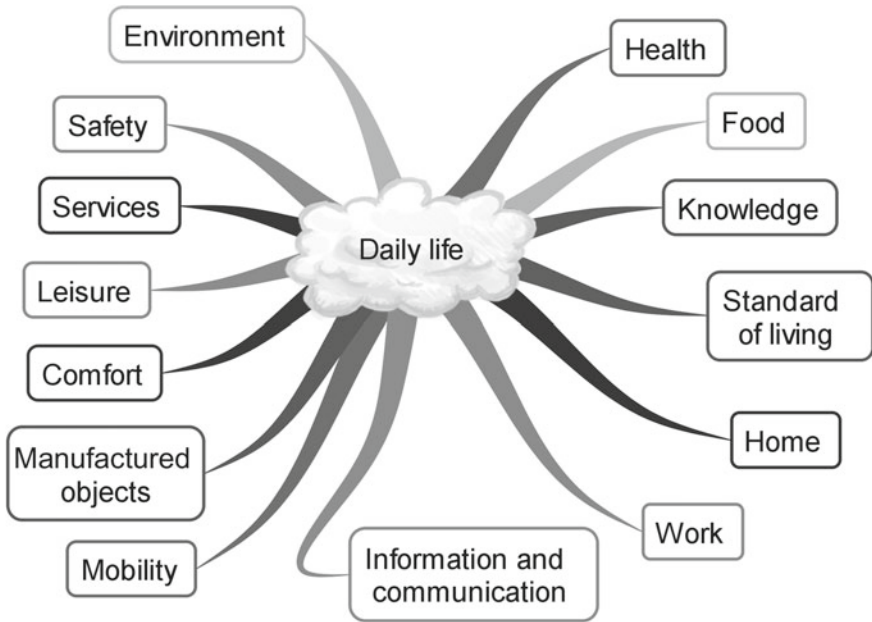 Environment
Health
Safety
Food
Services
Knowledge
Daily life
Leisure
Standard
of living
Comfort
Home
Manufactured
objects
Work
Mobility
Information and
communication